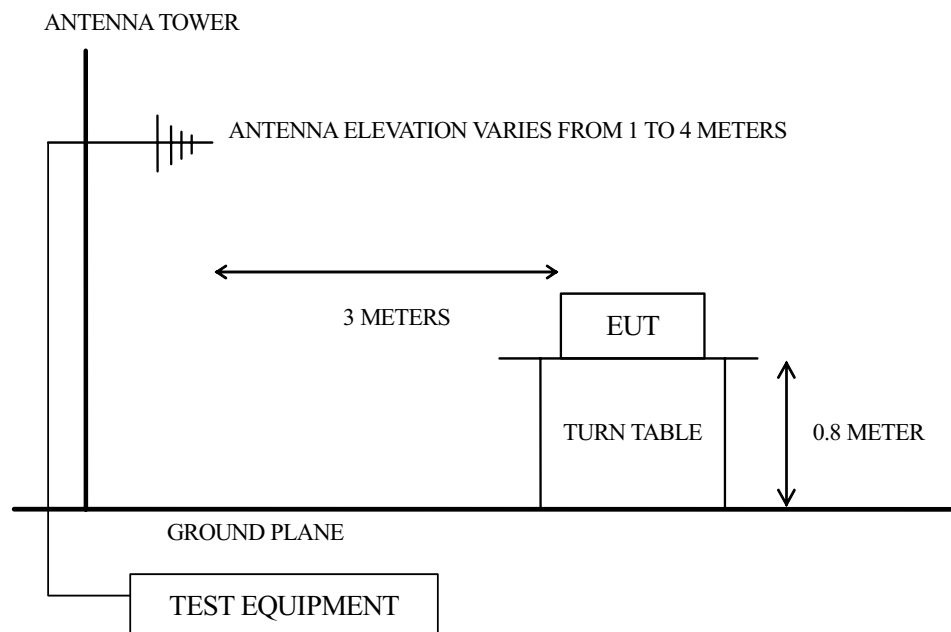 ANTENNA TOWER
ANTENNA ELEVATION VARIES FROM 1 TO 4 METERS
3 METERS
EUT
TURN TABLE
0.8 METER
GROUND PLANE
TEST EQUIPMENT